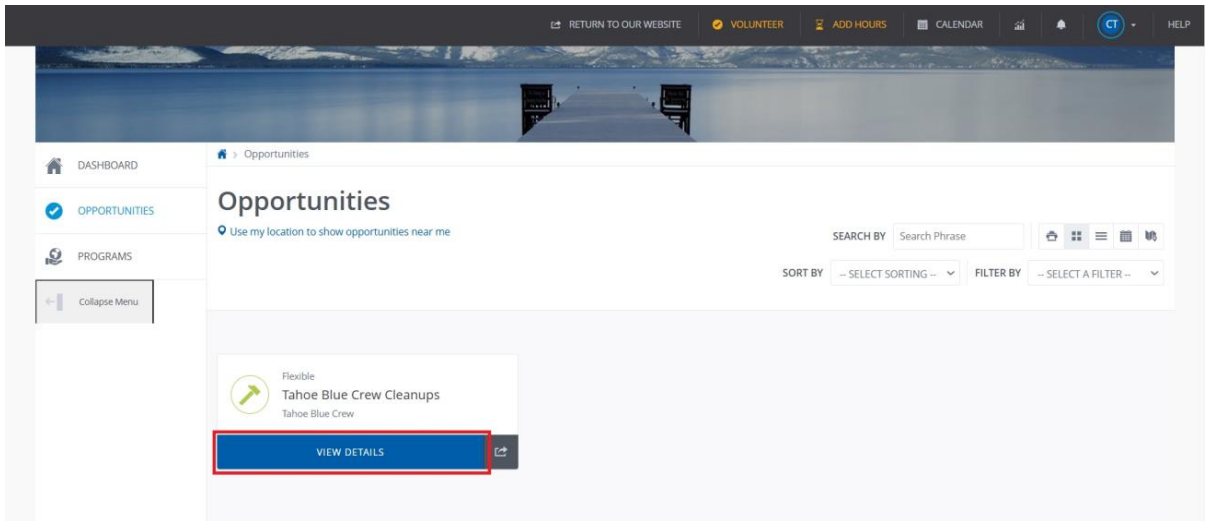 RETURN TO OUR WEBSITE VOLUNTEER ADD HOURS CALENDAR CT HELP
DASHBOARD
OPPORTUNITIES
PROGRAMS
Collapse Menu
> Opportunities
Opportunities
Use my location to show opportunities near me
SEARCH BY Search Phrase
SORT BY -- SELECT SORTING -- FILTER BY -- SELECT A FILTER --
Flexible
Tahoe Blue Crew Cleanups
Tahoe Blue Crew
VIEW DETAILS